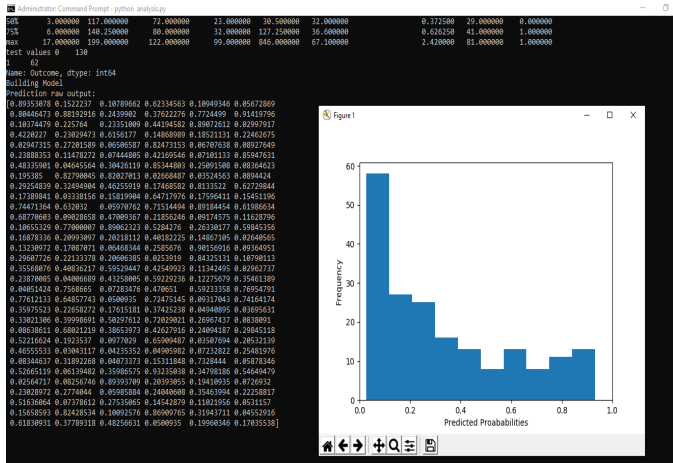 Administrator: Command Prompt - python analysis.py
50% 3.000000 117.000000 72.000000 23.000000 30.500000 32.000000 0.372500 29.000000 0.000000
75% 6.000000 140.250000 80.000000 32.000000 127.250000 36.600000 0.626250 41.000000 1.000000
max 17.000000 199.000000 122.000000 99.000000 846.000000 67.100000 2.420000 81.000000 1.000000
test values 0 130
1 62
Name: Outcome, dtype: int64
Building Model
Prediction raw output:
[0.89353078 0.1522237 0.10789662 0.62334563 0.10949346 0.05672869
0.80446473 0.88192916 0.2439902 0.37622276 0.7724499 0.91419796
0.10374479 0.225764 0.23351009 0.44194582 0.89072612 0.02997917
0.4220227 0.23029473 0.6156177 0.14868989 0.18521131 0.22462675
0.02947315 0.27201589 0.06506587 0.82473153 0.06707638 0.08927649
0.23888353 0.11478272 0.07444805 0.42169546 0.07101133 0.85947631
0.48335901 0.04645564 0.30426119 0.85344803 0.25091508 0.08364623
0.195385 0.82790045 0.82027013 0.02668487 0.03524563 0.0894424
0.29254839 0.32494904 0.46255919 0.17468582 0.8133522 0.62729844
0.17389841 0.03338156 0.15819904 0.64717976 0.17596411 0.15451196
0.74471364 0.632032 0.05970762 0.71514494 0.89184454 0.61986634
0.68770603 0.09028658 0.47009367 0.21856246 0.09174575 0.11628796
0.10655329 0.77000007 0.89062323 0.5284276 0.26330177 0.59845356
0.16878336 0.20993097 0.20218112 0.40182225 0.14867105 0.02640565
0.13230972 0.17087071 0.06468344 0.2585676 0.90156916 0.09364951
0.29607726 0.22133378 0.20606385 0.0253919 0.84325131 0.10790113
0.35568076 0.40836217 0.59529447 0.42549923 0.11342495 0.02962737
0.23870085 0.04006689 0.43258005 0.59229236 0.12275679 0.35461389
0.04051424 0.7568665 0.07283476 0.470651 0.59233358 0.76954791
0.77612133 0.64857743 0.0500935 0.72475145 0.09317043 0.74164174
0.35975523 0.22658272 0.17615181 0.37425238 0.04940895 0.03695631
0.33021306 0.39998691 0.50297612 0.72029021 0.26967437 0.0838091
0.08638611 0.68021219 0.38653973 0.42627916 0.24094187 0.29845118
0.52216624 0.1923537 0.0977029 0.65909487 0.03507694 0.20532139
0.46555533 0.03043117 0.04235352 0.04905982 0.07232822 0.25481976
0.08344637 0.31892268 0.04073373 0.15311848 0.7328444 0.05878346
0.52665119 0.06139482 0.35986575 0.93235038 0.34798186 0.54649479
0.02564717 0.08256746 0.89393709 0.20393055 0.19410935 0.0726932
0.23028972 0.2774044 0.05985884 0.24040608 0.35463994 0.22258817
0.51636064 0.07378612 0.27535065 0.14542879 0.11021956 0.0531157
0.15658593 0.82428534 0.10092576 0.86909765 0.31943711 0.04552916
0.61830931 0.37789318 0.48256631 0.0500935 0.19960346 0.17035538]
Figure 1
60
50
40
30
20
10
0
Frequency
0.0 0.2 0.4 0.6 0.8 1.0
Predicted Proababilities